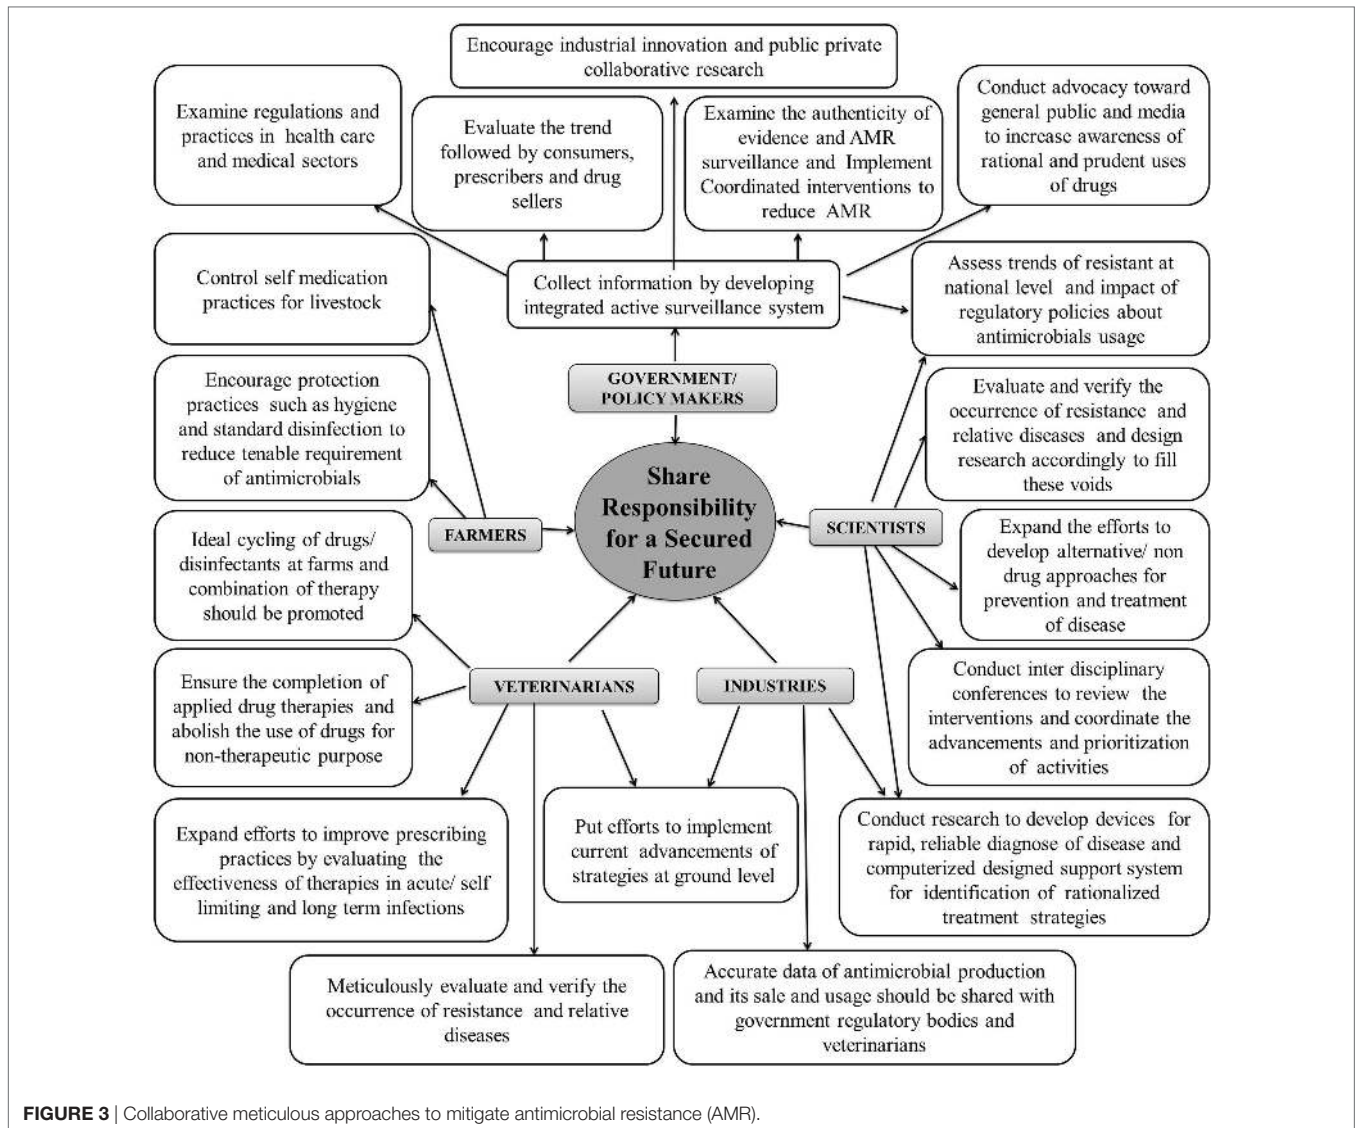 Encourage industrial innovation and public private
collaborative research
Examine regulations and
practices in health care
and medical sectors
Evaluate the trend
followed by consumers,
prescribers and drug
sellers
Examine the authenticity of
evidence and AMR
surveillance and Implement
Coordinated interventions to
reduce AMR
Conduct advocacy toward
general public and media
to increase awareness of
rational and prudent uses
of drugs
Control self medication
practices for livestock
Collect information by developing
integrated active surveillance system
Assess trends of resistant at
national level and impact of
regulatory policies about
antimicrobials usage
GOVERNMENT/
POLICY MAKERS
Encourage protection
practices such as hygiene
and standard disinfection to
reduce tenable requirement
of antimicrobials
Evaluate and verify the
occurrence of resistance and
relative diseases and design
research accordingly to fill
these voids
Share
Responsibility
for a Secured
Future
FARMERS
SCIENTISTS
Ideal cycling of drugs/
disinfectants at farms and
combination of therapy
should be promoted
Expand the efforts to
develop alternative/ non
drug approaches for
prevention and treatment
of disease
VETERINARIANS
INDUSTRIES
Ensure the completion of
applied drug therapies and
abolish the use of drugs for
non-therapeutic purpose
Conduct inter disciplinary
conferences to review the
interventions and coordinate the
advancements and prioritization
of activities
Expand efforts to improve prescribing
practices by evaluating the
effectiveness of therapies in acute/ self
limiting and long term infections
Put efforts to implement
current advancements of
strategies at ground level
Conduct research to develop devices for
rapid, reliable diagnose of disease and
computerized designed support system
for identification of rationalized
treatment strategies
Meticulously evaluate and verify the
occurrence of resistance and relative
diseases
Accurate data of antimicrobial production
and its sale and usage should be shared with
government regulatory bodies and
veterinarians
FIGURE 3 | Collaborative meticulous approaches to mitigate antimicrobial resistance (AMR).